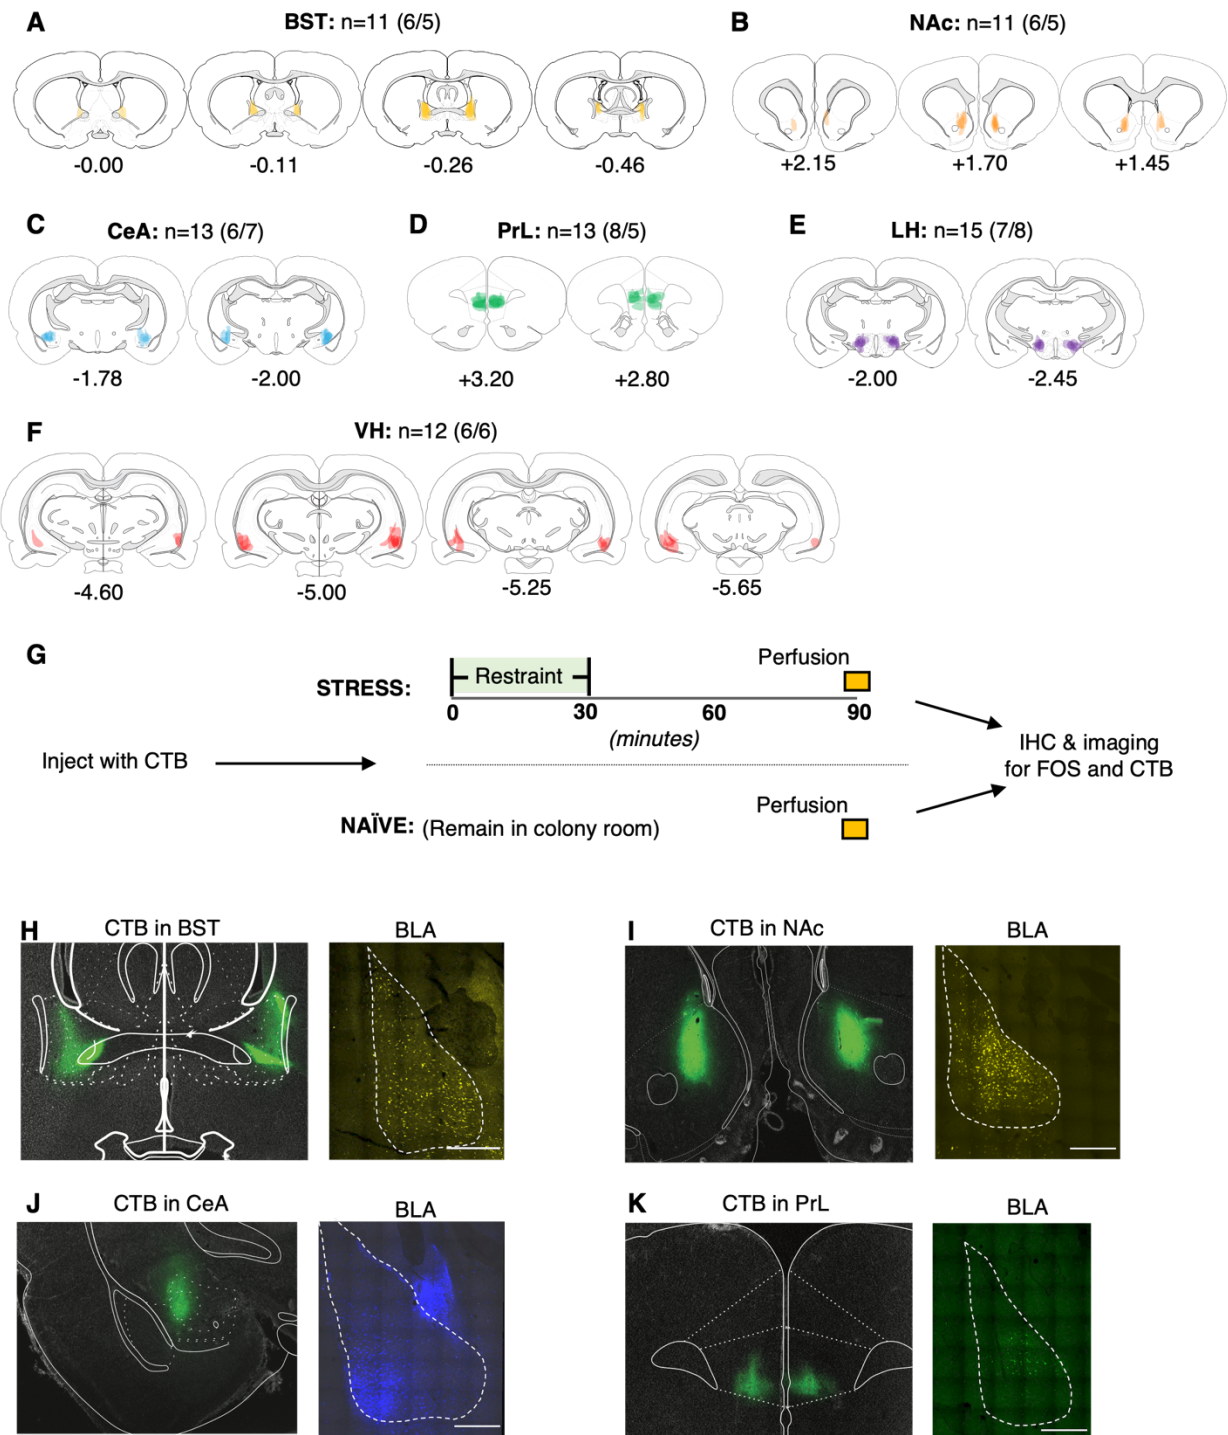 A
BST: n=11 (6/5)
-0.00
-0.11
-0.26
-0.46
B
NAc: n=11 (6/5)
+2.15
+1.70
+1.45
C
CeA: n=13 (6/7)
-1.78
-2.00
D
PrL: n=13 (8/5)
+3.20
+2.80
E
LH: n=15 (7/8)
-2.00
-2.45
F
VH: n=12 (6/6)
-4.60
-5.00
-5.25
-5.65
G
Inject with CTB
STRESS:
Restraint
Perfusion
0
30
60
90
(minutes)
NAÏVE: (Remain in colony room)
Perfusion
IHC & imaging
for FOS and CTB
H
CTB in BST
BLA
I
CTB in NAc
BLA
J
CTB in CeA
BLA
K
CTB in PrL
BLA